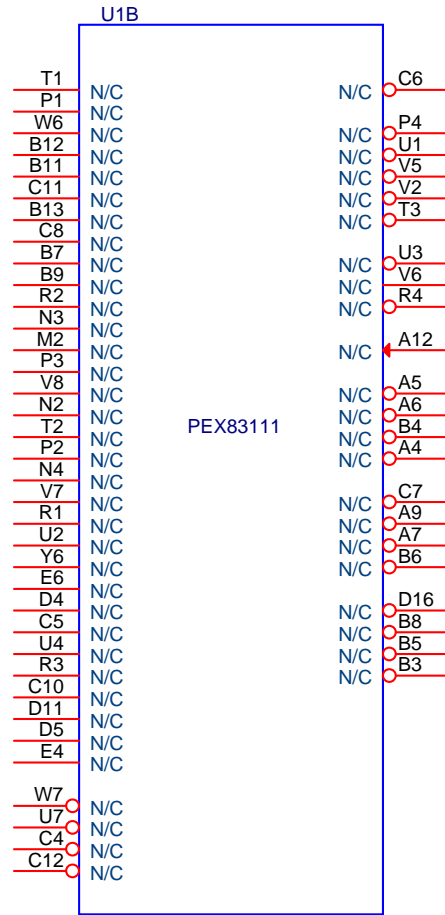 U1B
T1 N/C
P1 N/C
W6 N/C
B12 N/C
B11 N/C
C11 N/C
B13 N/C
C8 N/C
B7 N/C
B9 N/C
R2 N/C
N3 N/C
M2 N/C
P3 N/C
V8 N/C
N2 N/C
T2 N/C
P2 N/C
N4 N/C
V7 N/C
R1 N/C
U2 N/C
Y6 N/C
E6 N/C
D4 N/C
C5 N/C
U4 N/C
R3 N/C
C10 N/C
D11 N/C
D5 N/C
E4 N/C
W7 N/C
U7 N/C
C4 N/C
C12 N/C
PEX83111
N/C C6
N/C P4
N/C U1
N/C V5
N/C V2
N/C T3
N/C U3
N/C V6
N/C R4
N/C A12
N/C A5
N/C A6
N/C B4
N/C A4
N/C C7
N/C A9
N/C A7
N/C B6
N/C D16
N/C B8
N/C B5
N/C B3